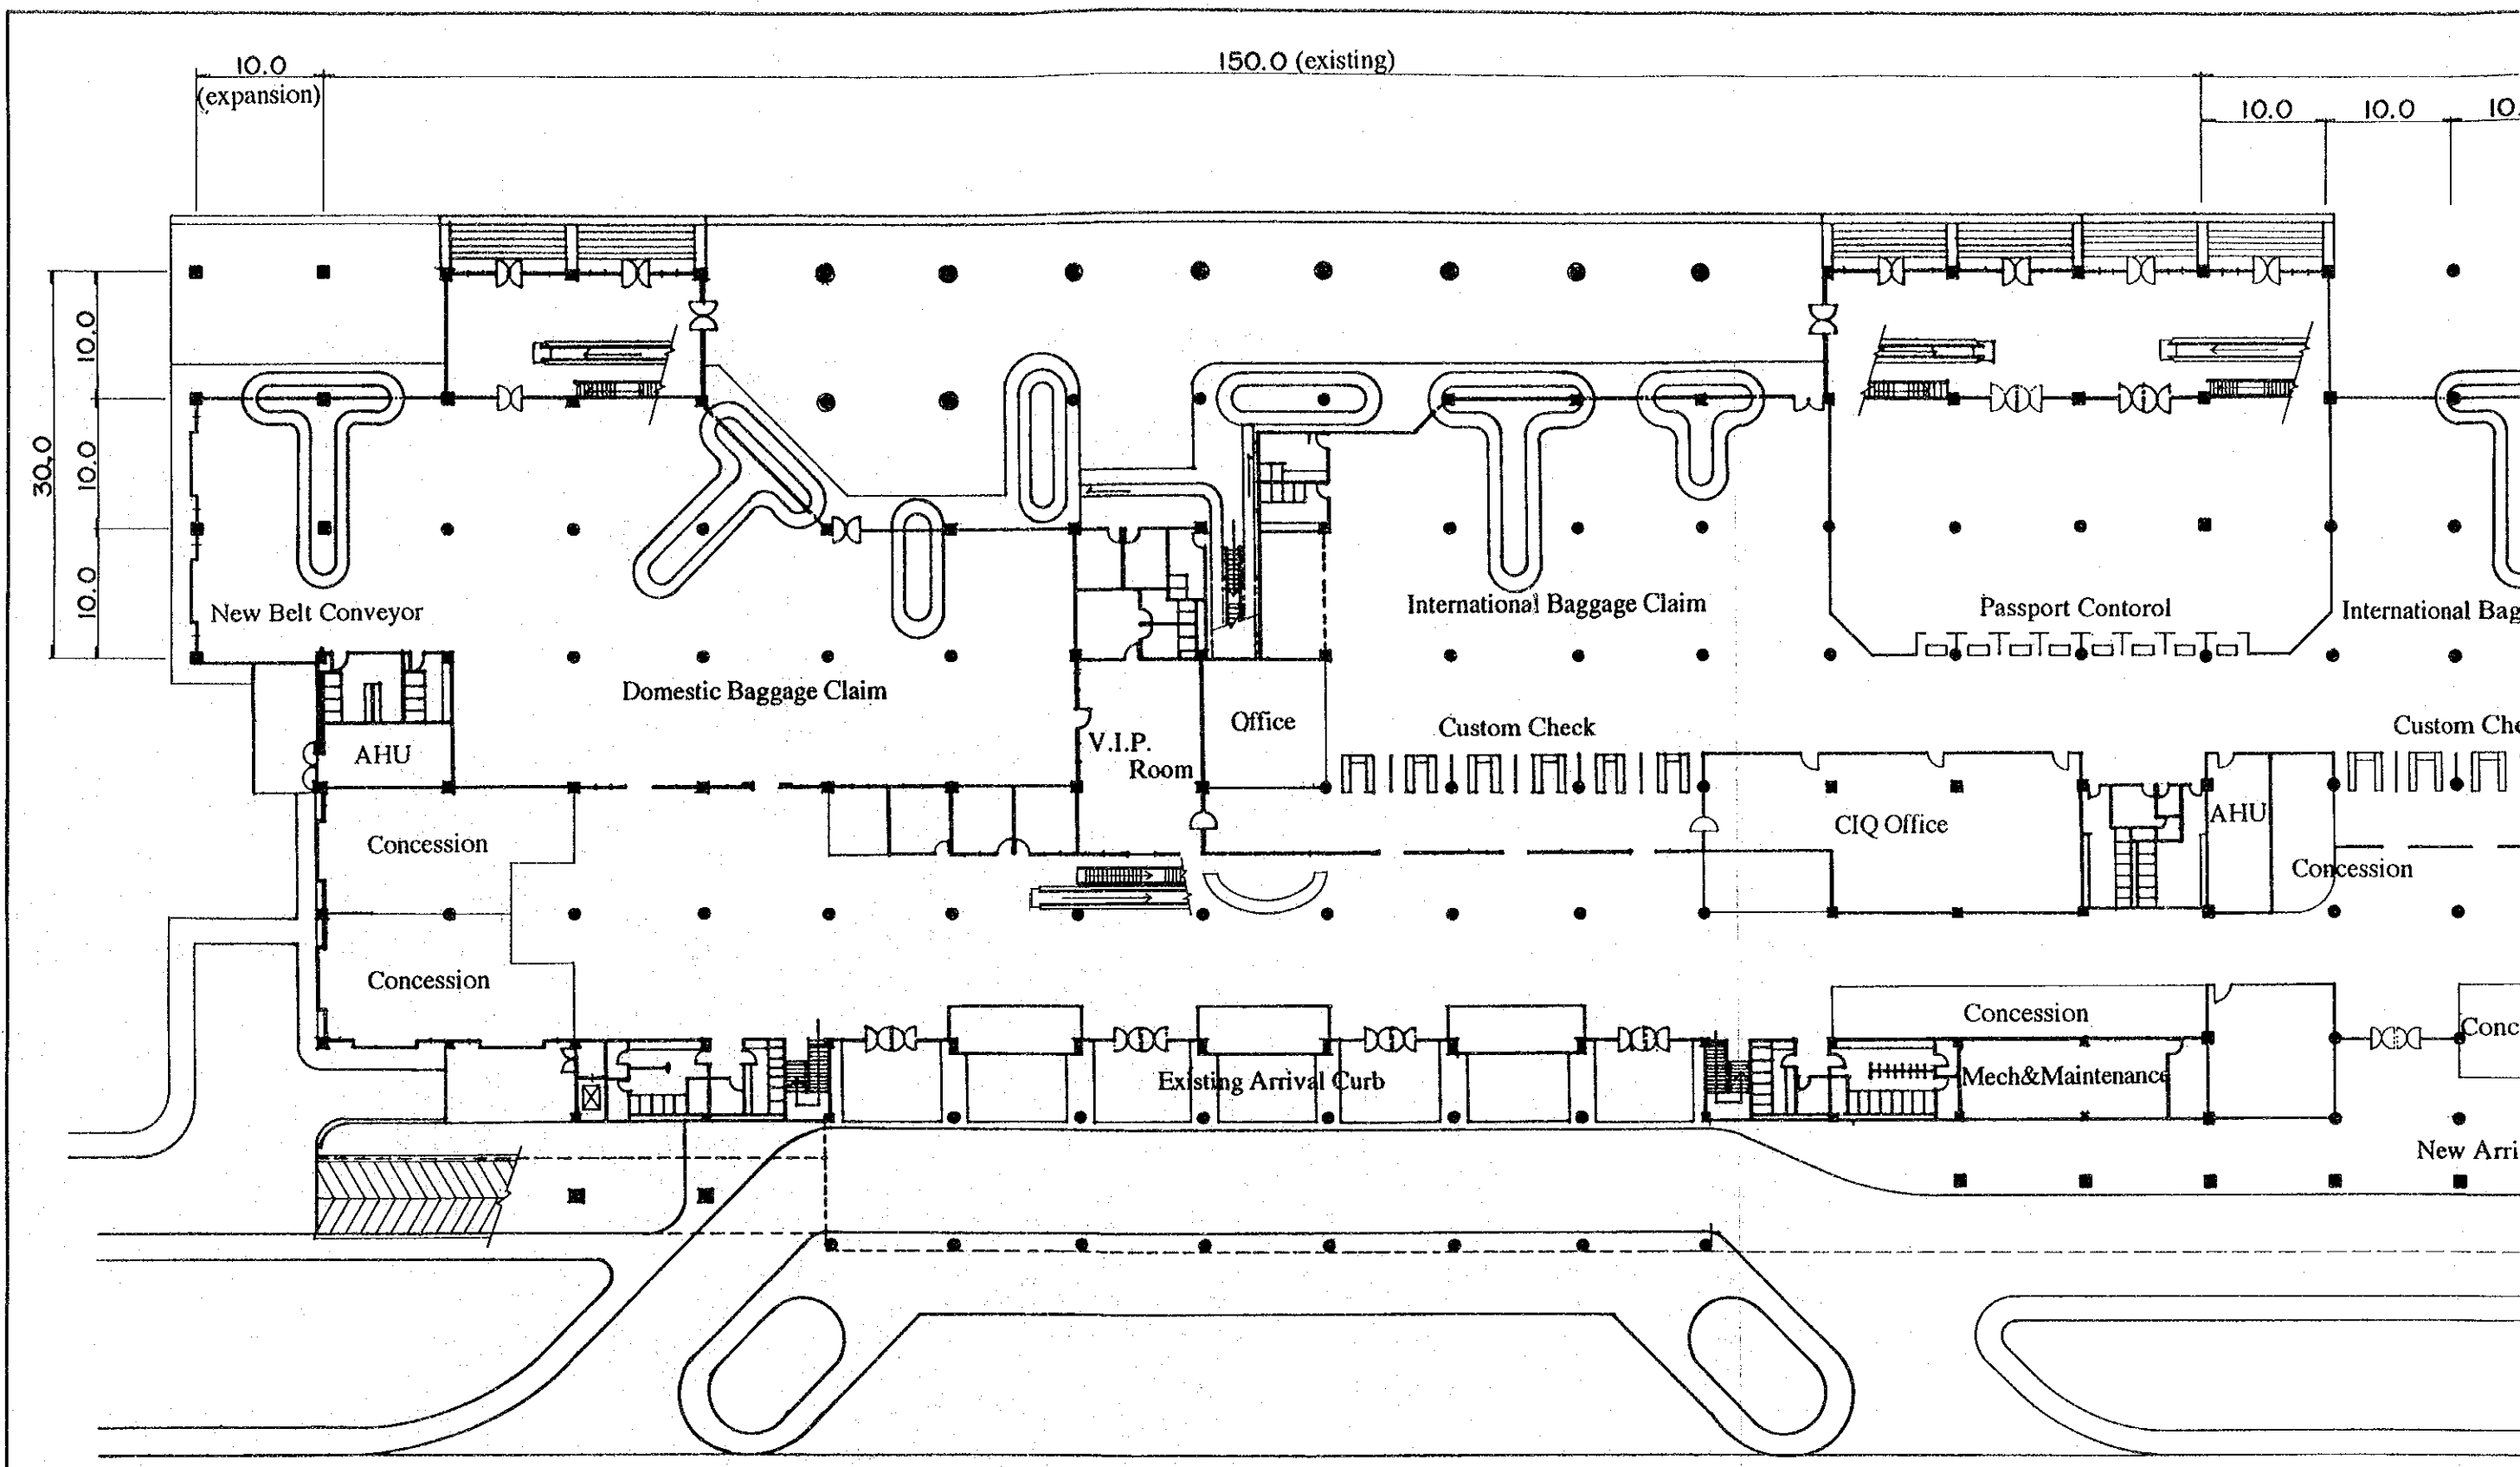 10.0
(expansion)
150.0 (existing)
10.0
10.0
10.
30.0
10.0
10.0
10.0
New Belt Conveyor
International Baggage Claim
Passport Contorol
International Bag
Domestic Baggage Claim
AHU
V.I.P.
Room
Office
Custom Check
Custom Che
Concession
CIQ Office
AHU
Concession
Concession
Concession
Conc
Existing Arrival Curb
Mech&Maintenance
New Arri